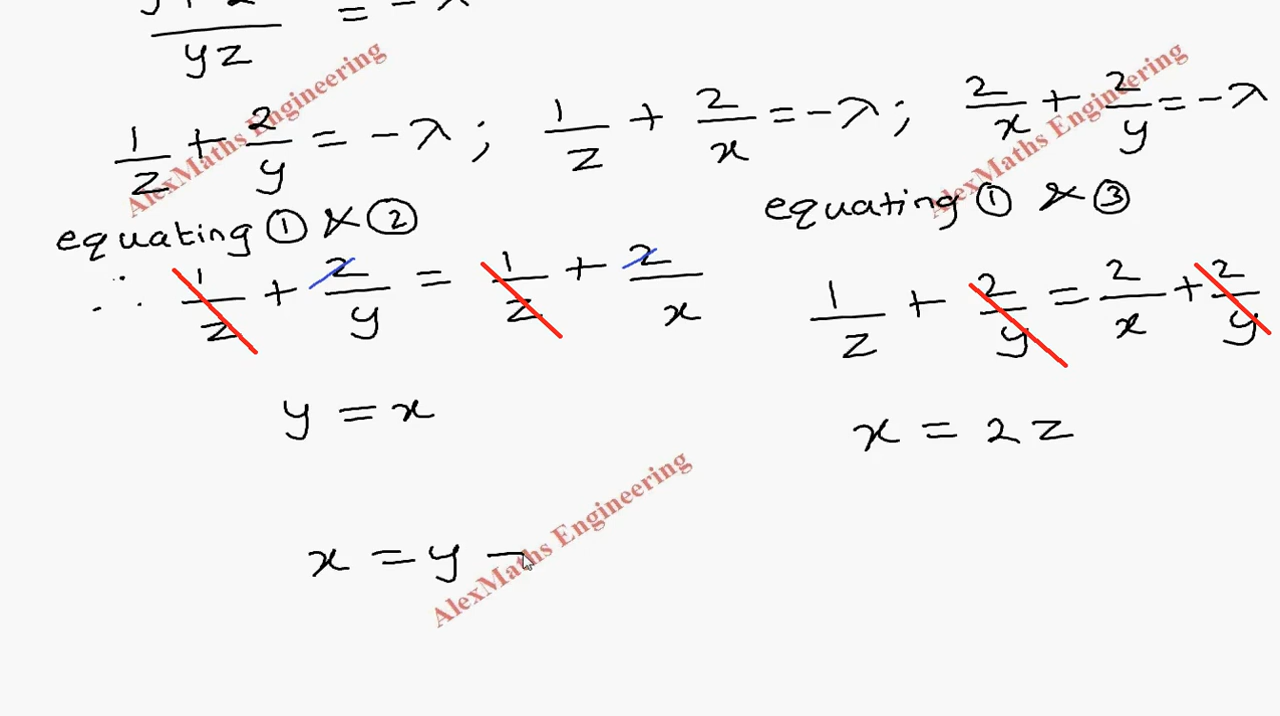 yz = -λ
1/z + 2/y = -λ ; 1/z + 2/x = -λ ; 2/x + 2/y = -λ
equating ① & ②
equating ① & ③
∴ 1/z + 2/y = 1/z + 2/x
1/z + 2/y = 2/x + 2/y
y = x
x = 2z
x = y
AlexMaths Engineering
AlexMaths Engineering
AlexMaths Engineering